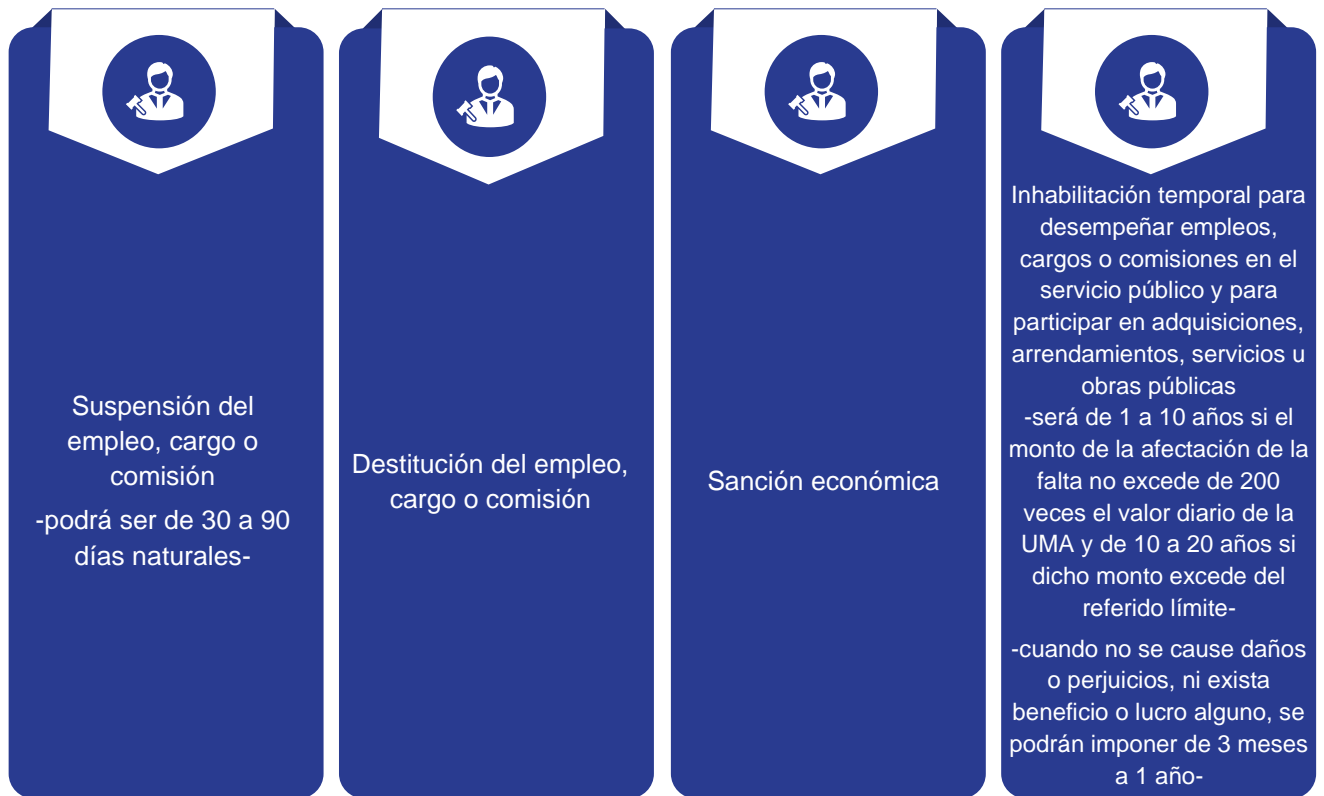 Suspensión del
empleo, cargo o
comisión
-podrá ser de 30 a 90
días naturales-
Destitución del empleo,
cargo o comisión
Sanción económica
Inhabilitación temporal para
desempeñar empleos,
cargos o comisiones en el
servicio público y para
participar en adquisiciones,
arrendamientos, servicios u
obras públicas
-será de 1 a 10 años si el
monto de la afectación de la
falta no excede de 200
veces el valor diario de la
UMA y de 10 a 20 años si
dicho monto excede del
referido límite-
-cuando no se cause daños
o perjuicios, ni exista
beneficio o lucro alguno, se
podrán imponer de 3 meses
a 1 año-